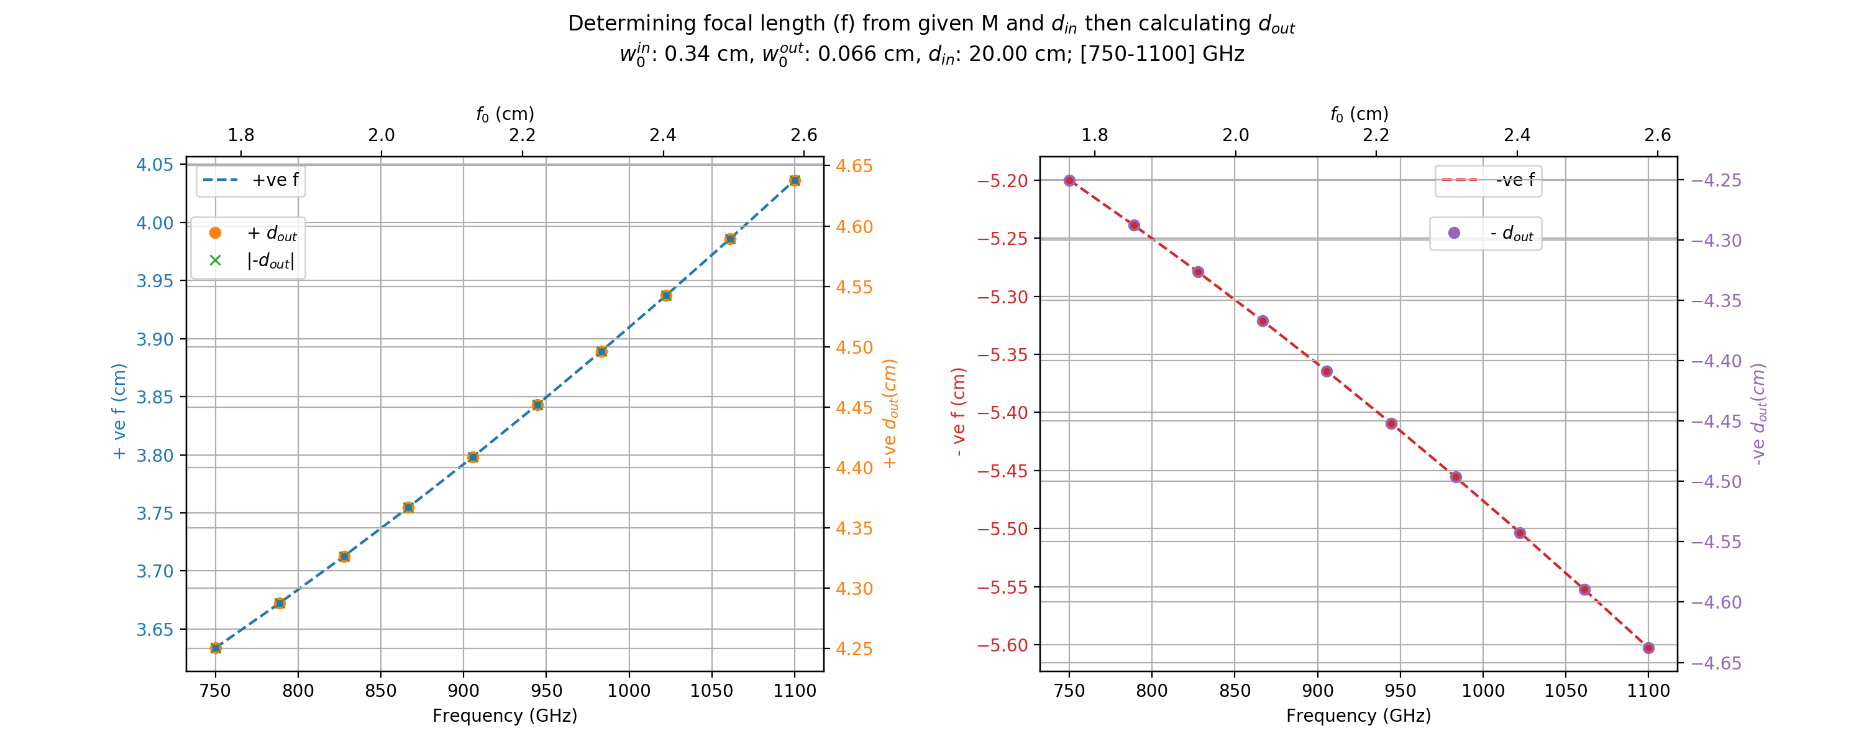 Determining focal length (f) from given M and d_in then calculating d_out
w_0^in: 0.34 cm, w_0^out: 0.066 cm, d_in: 20.00 cm; [750-1100] GHz
f_0 (cm)
1.8 2.0 2.2 2.4 2.6
4.05
4.00
3.95
3.90
3.85
3.80
3.75
3.70
3.65
+ ve f (cm)
+ve f
+ d_out
|-d_out|
4.65
4.60
4.55
4.50
4.45
4.40
4.35
4.30
4.25
+ve d_out(cm)
750 800 850 900 950 1000 1050 1100
Frequency (GHz)
f_0 (cm)
1.8 2.0 2.2 2.4 2.6
−5.20
−5.25
−5.30
−5.35
−5.40
−5.45
−5.50
−5.55
−5.60
- ve f (cm)
-ve f
- d_out
−4.25
−4.30
−4.35
−4.40
−4.45
−4.50
−4.55
−4.60
−4.65
-ve d_out(cm)
750 800 850 900 950 1000 1050 1100
Frequency (GHz)